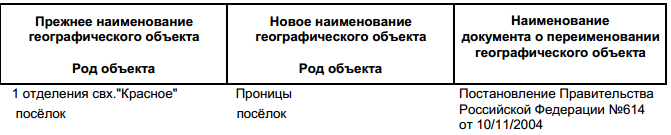 Прежнее наименование
географического объекта
Род объекта
Новое наименование
географического объекта
Род объекта
Наименование
документа о переименовании
географического объекта
1 отделения свх."Красное"
посёлок
Проницы
посёлок
Постановление Правительства
Российской Федерации №614
от 10/11/2004